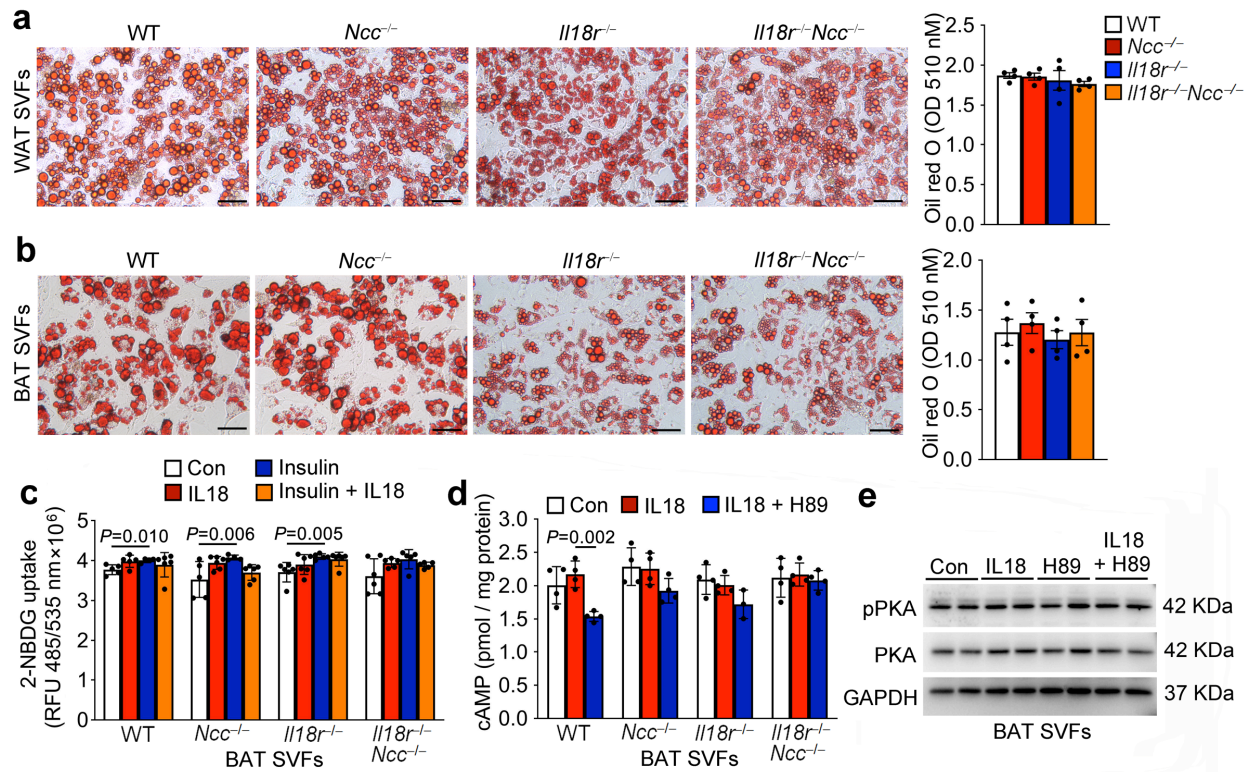 a
WT
Ncc⁻/⁻
Il18r⁻/⁻
Il18r⁻/⁻Ncc⁻/⁻
WAT SVFs
Oil red O (OD 510 nM)
2.5
2.0
1.5
1.0
0.5
0.0
WT
Ncc⁻/⁻
Il18r⁻/⁻
Il18r⁻/⁻Ncc⁻/⁻
b
WT
Ncc⁻/⁻
Il18r⁻/⁻
Il18r⁻/⁻Ncc⁻/⁻
BAT SVFs
Oil red O (OD 510 nM)
2.0
1.5
1.0
0.5
0.0
c
Con
IL18
Insulin
Insulin + IL18
2-NBDG uptake
(RFU 485/535 nm ×10⁶)
5
4
3
2
1
0
P=0.010
P=0.006
P=0.005
WT
Ncc⁻/⁻
Il18r⁻/⁻
Il18r⁻/⁻
Ncc⁻/⁻
BAT SVFs
d
Con
IL18
IL18 + H89
cAMP (pmol / mg protein)
3.0
2.5
2.0
1.5
2.0
0.5
0.0
P=0.002
WT
Ncc⁻/⁻
Il18r⁻/⁻
Il18r⁻/⁻
Ncc⁻/⁻
BAT SVFs
e
Con
IL18
H89
IL18
+ H89
pPKA
42 KDa
PKA
42 KDa
GAPDH
37 KDa
BAT SVFs